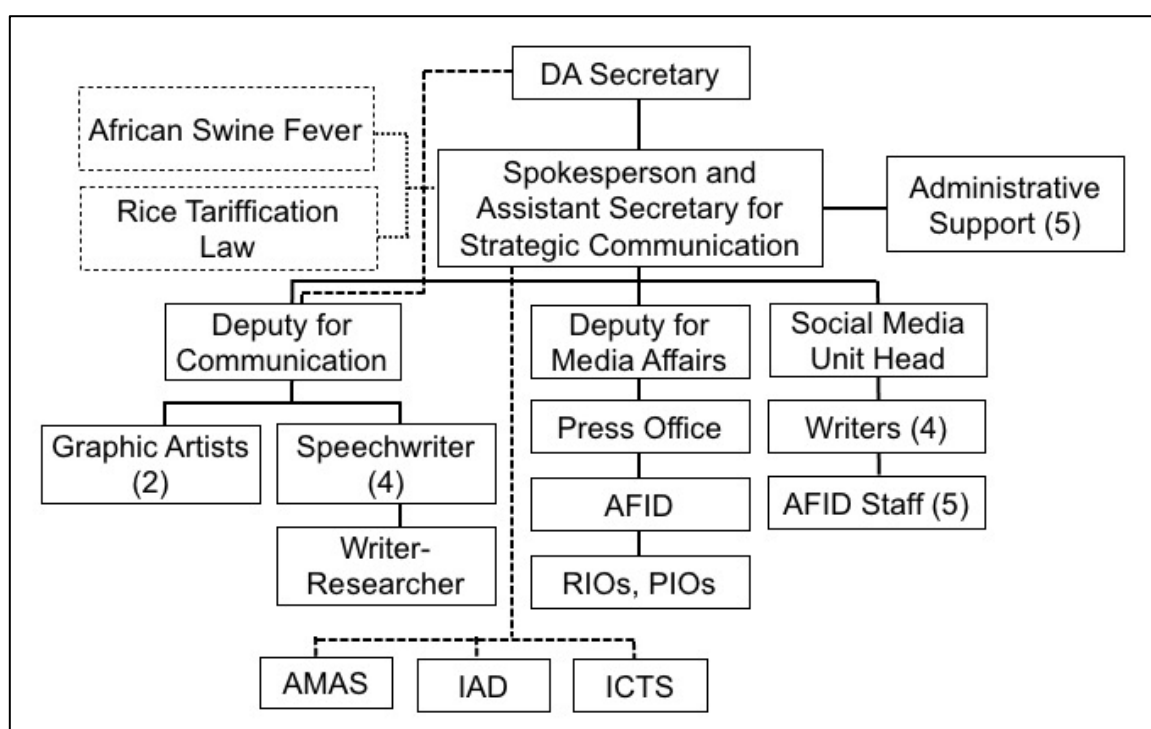 DA Secretary
African Swine Fever
Rice Tariffication
Law
Spokesperson and
Assistant Secretary for
Strategic Communication
Administrative
Support (5)
Deputy for
Communication
Deputy for
Media Affairs
Social Media
Unit Head
Graphic Artists
(2)
Speechwriter
(4)
Press Office
Writers (4)
AFID
AFID Staff (5)
Writer-
Researcher
RIOs, PIOs
AMAS
IAD
ICTS